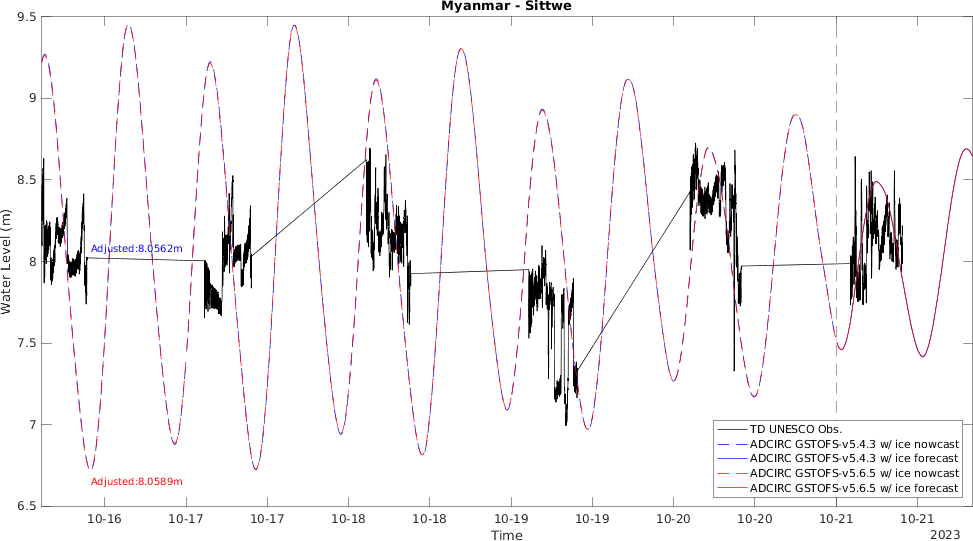 Myanmar - Sittwe
9.5
9
8.5
8
7.5
7
6.5
Water Level (m)
Adjusted:8.0562m
Adjusted:8.0589m
TD UNESCO Obs.
ADCIRC GSTOFS-v5.4.3 w/ ice nowcast
ADCIRC GSTOFS-v5.4.3 w/ ice forecast
ADCIRC GSTOFS-v5.6.5 w/ ice nowcast
ADCIRC GSTOFS-v5.6.5 w/ ice forecast
10-16 10-17 10-17 10-18 10-18 10-19 10-19 10-20 10-20 10-21 10-21
Time
2023